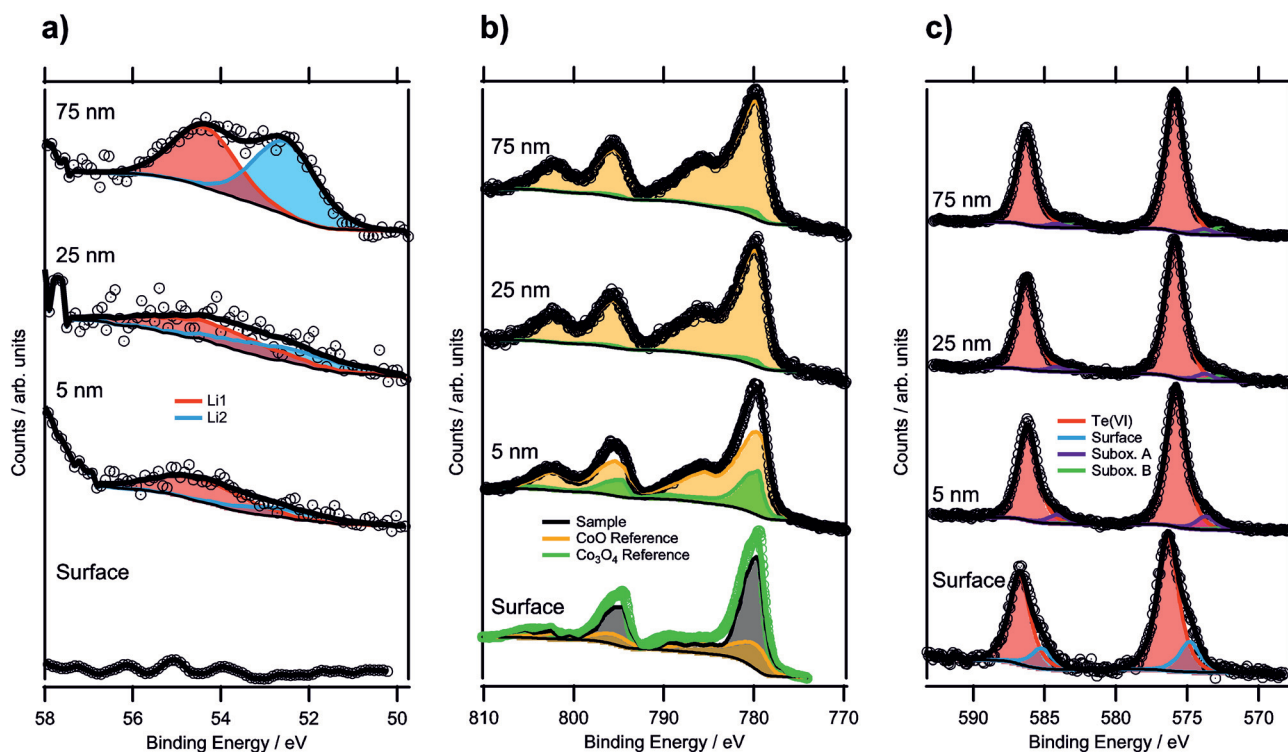 a)
75 nm
25 nm
Li1
Li2
5 nm
Surface
Counts / arb. units
58 56 54 52 50
Binding Energy / eV
b)
75 nm
25 nm
5 nm
Sample
CoO Reference
Co₃O₄ Reference
Surface
Counts / arb. units
810 800 790 780 770
Binding Energy / eV
c)
75 nm
25 nm
Te(VI)
Surface
Subox. A
Subox. B
5 nm
Surface
Counts / arb. units
590 585 580 575 570
Binding Energy / eV